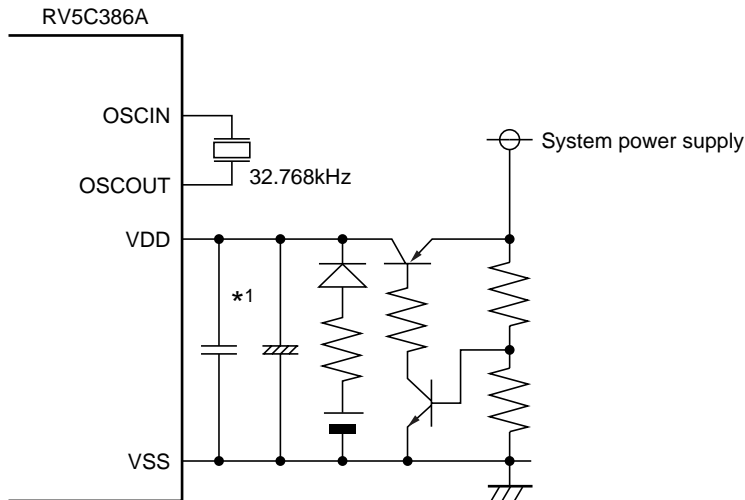 RV5C386A
OSCIN
System power supply
OSCOUT
32.768kHz
VDD
*1
VSS